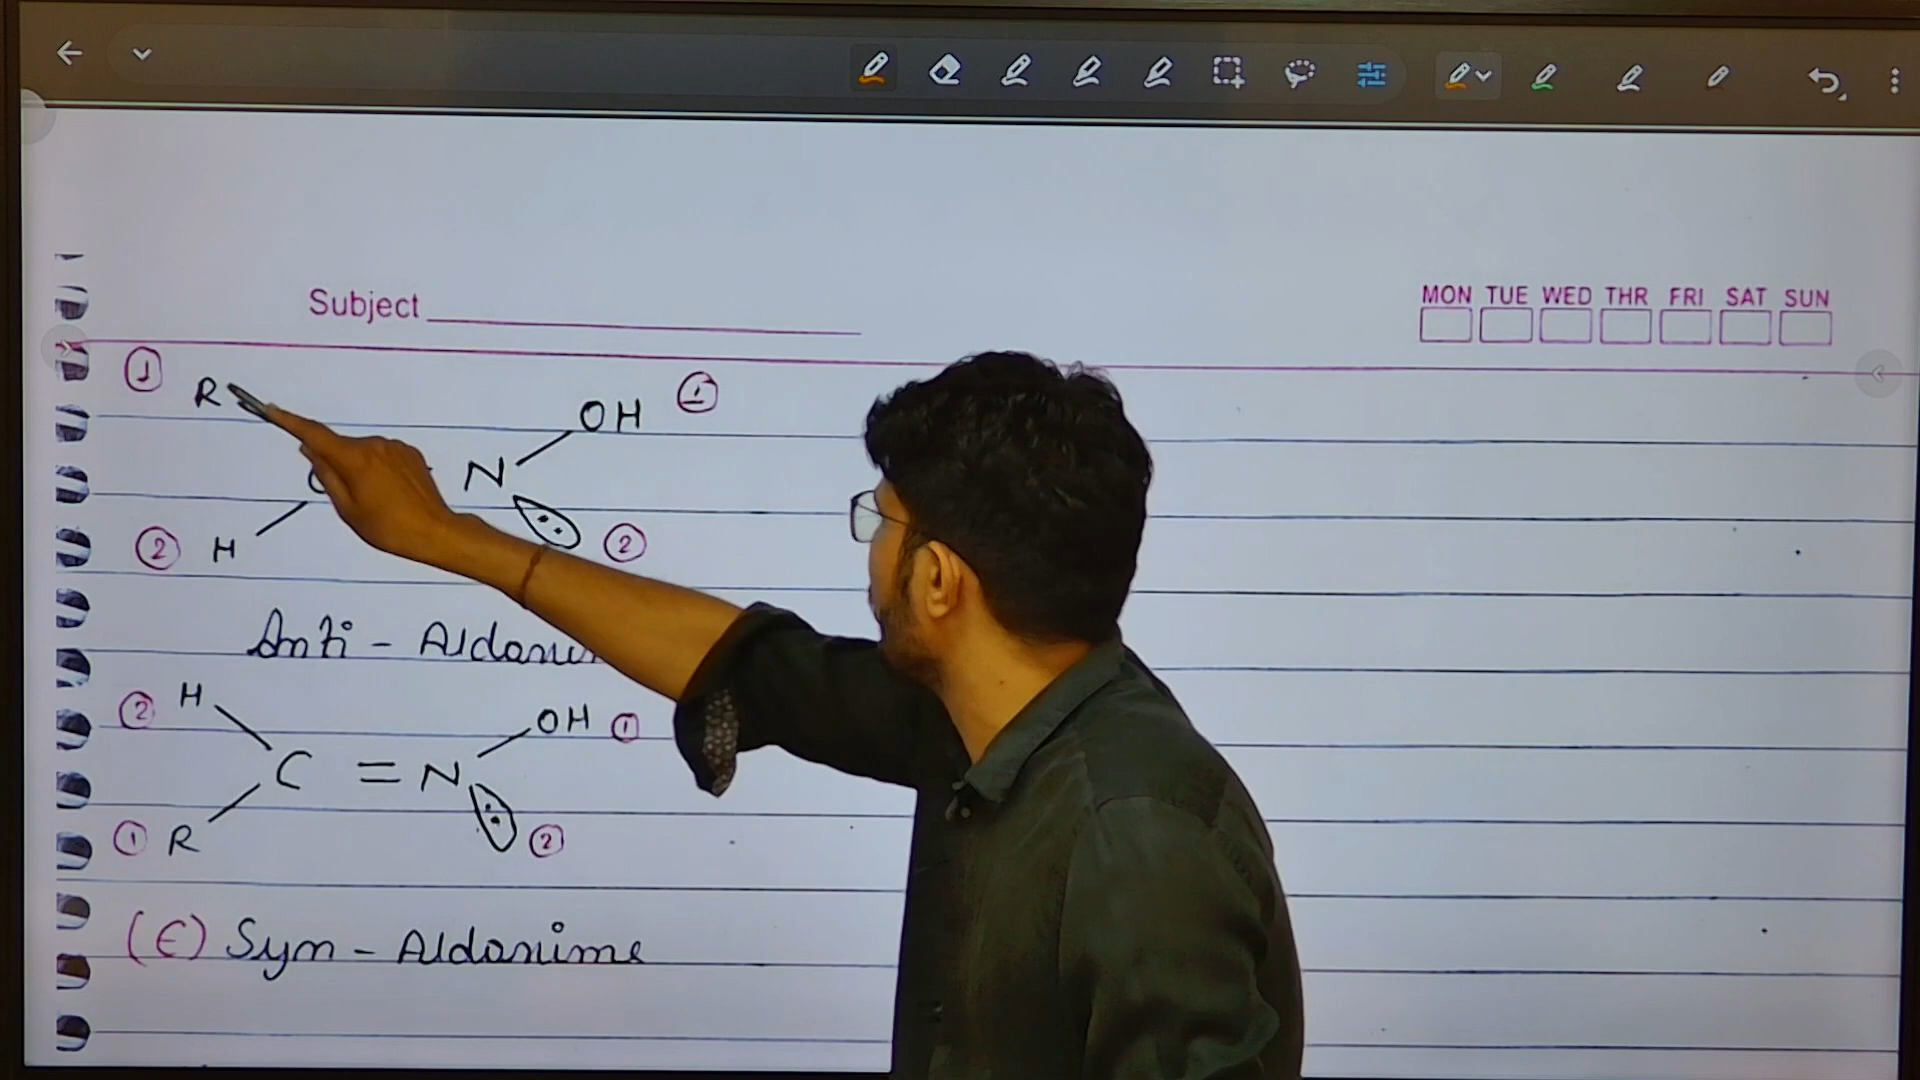 MON TUE WED THR FRI SAT SUN
Subject
① R OH ①
N
② H ②
Anti -
② H OH ①
C = N
① R ②
(E) Syn - Aldoxime